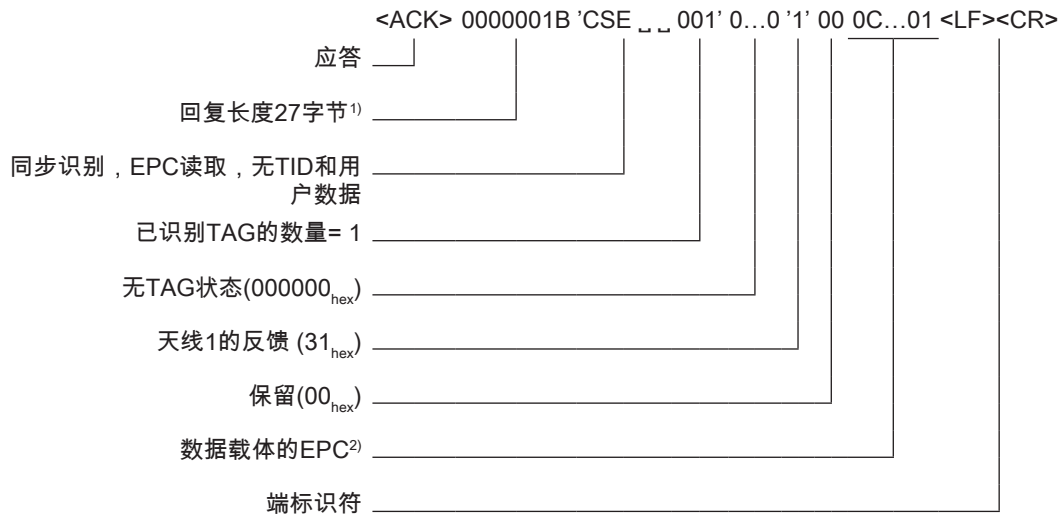 <ACK> 0000001B 'CSE ␣␣ 001' 0…0 '1' 00 0C…01 <LF><CR>
应答
回复长度27字节1)
同步识别，EPC读取，无TID和用
户数据
已识别TAG的数量= 1
无TAG状态(000000hex)
天线1的反馈 (31hex)
保留(00hex)
数据载体的EPC2)
端标识符